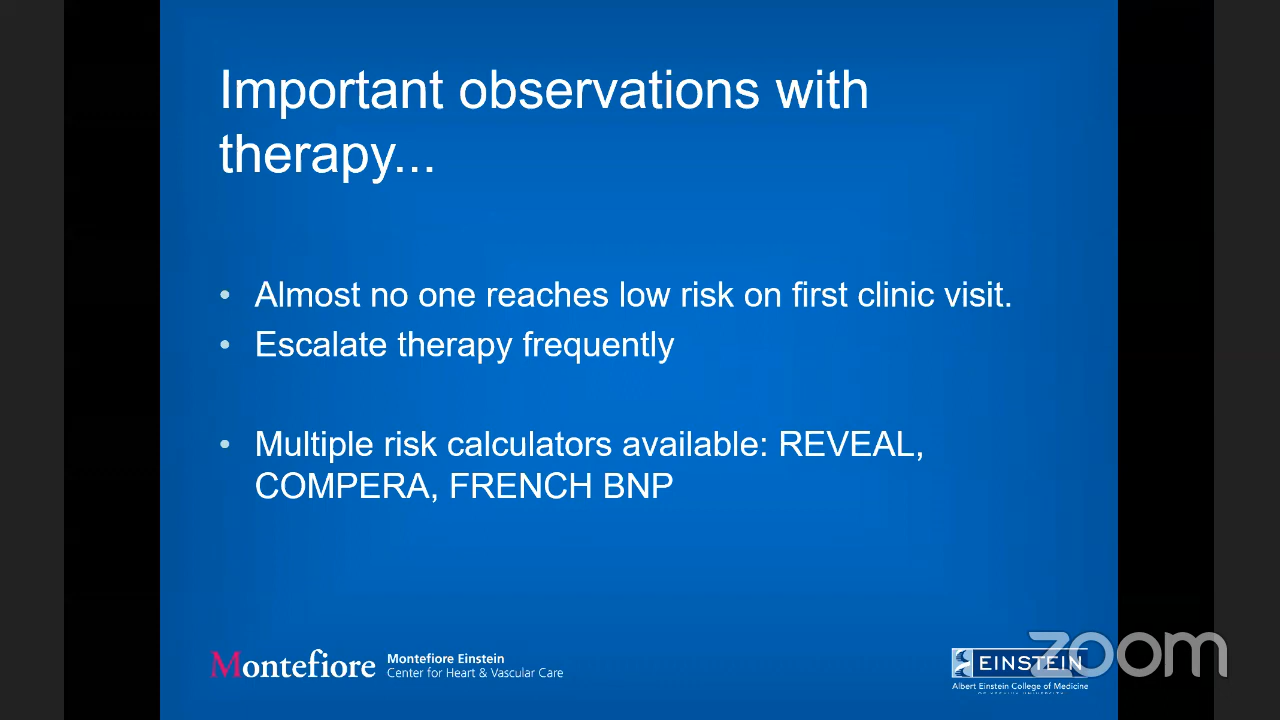 Important observations with
therapy...
• Almost no one reaches low risk on first clinic visit.
• Escalate therapy frequently
• Multiple risk calculators available: REVEAL,
COMPERA, FRENCH BNP
Montefiore
Montefiore Einstein
Center for Heart & Vascular Care
EINSTEIN
Albert Einstein College of Medicine
zoom